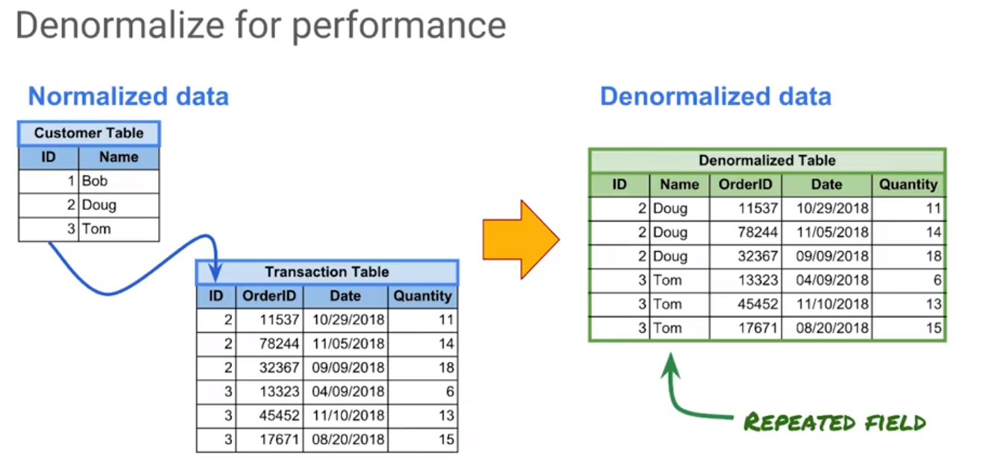 Denormalize for performance
Normalized data
Customer Table
ID Name
1 Bob
2 Doug
3 Tom
Transaction Table
ID OrderID Date Quantity
2 11537 10/29/2018 11
2 78244 11/05/2018 14
2 32367 09/09/2018 18
3 13323 04/09/2018 6
3 45452 11/10/2018 13
3 17671 08/20/2018 15
Denormalized data
Denormalized Table
ID Name OrderID Date Quantity
2 Doug 11537 10/29/2018 11
2 Doug 78244 11/05/2018 14
2 Doug 32367 09/09/2018 18
3 Tom 13323 04/09/2018 6
3 Tom 45452 11/10/2018 13
3 Tom 17671 08/20/2018 15
REPEATED FIELD